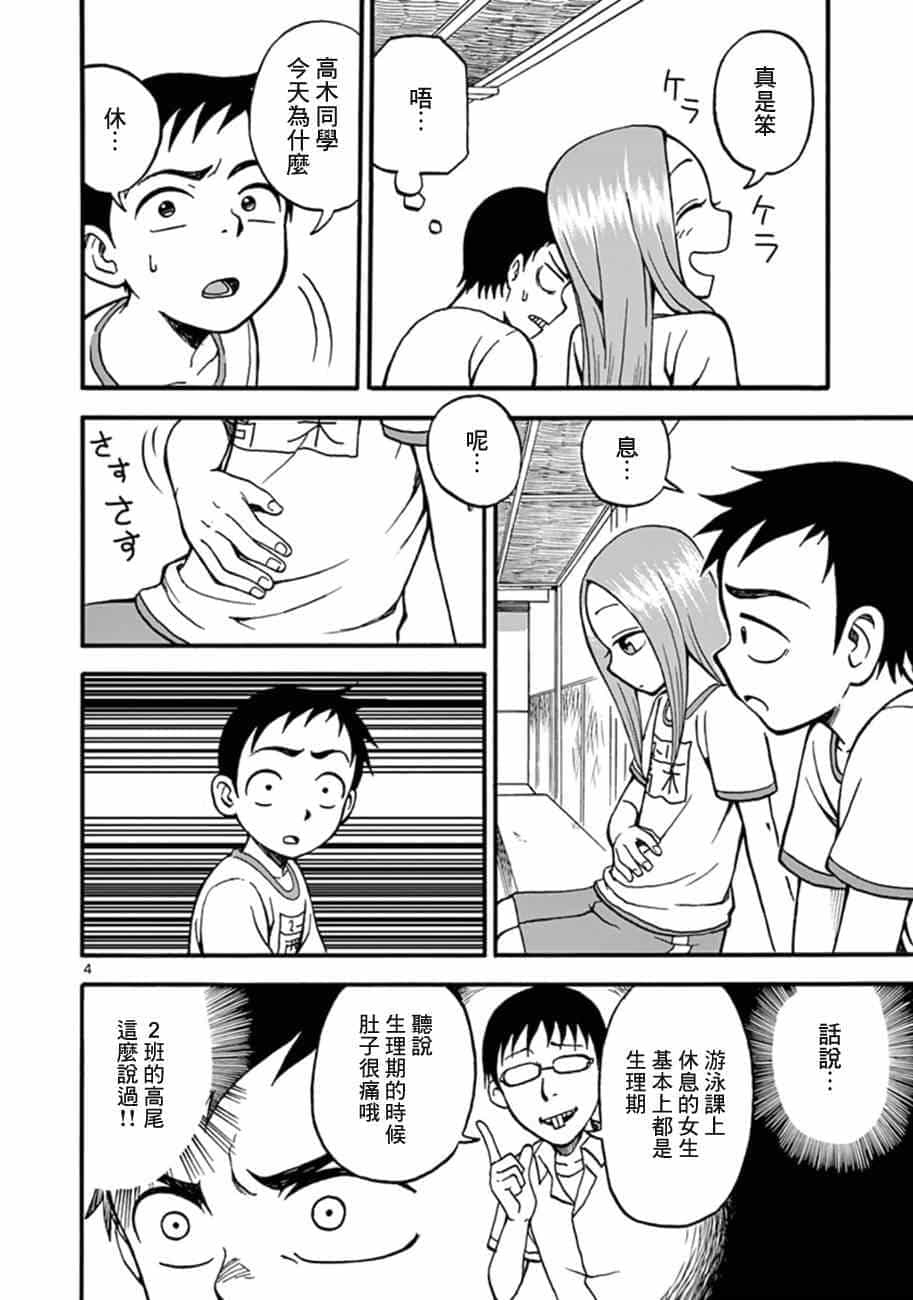 真是笨
ケラ
ケラ
唔…
高木同學
今天為什麼
休…
息…
呢…
さす
さす
木
木
2-
4
話說…
游泳課上
休息的女生
基本上都是
生理期
聽說
生理期的時候
肚子很痛哦
2班的高尾
這麼說過!!